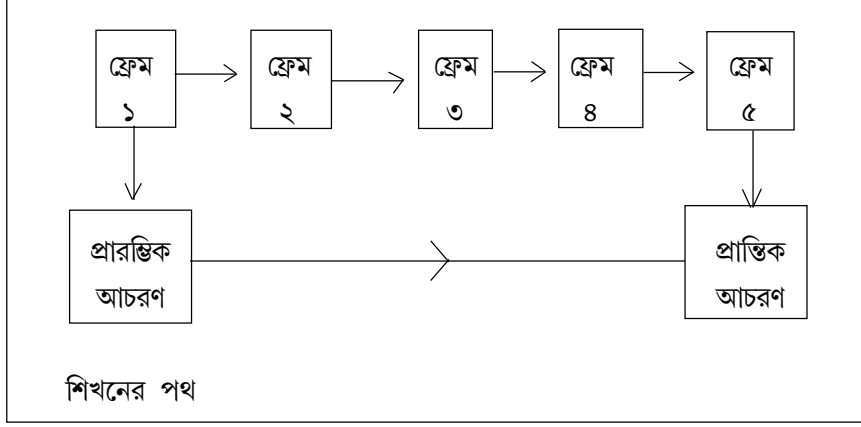 ফ্রেম ফ্রেম ফ্রেম ফ্রেম ফ্রেম
১ ২ ৩ ৪ ৫
প্রারম্ভিক প্রান্তিক
আচরণ আচরণ
শিখনের পথ